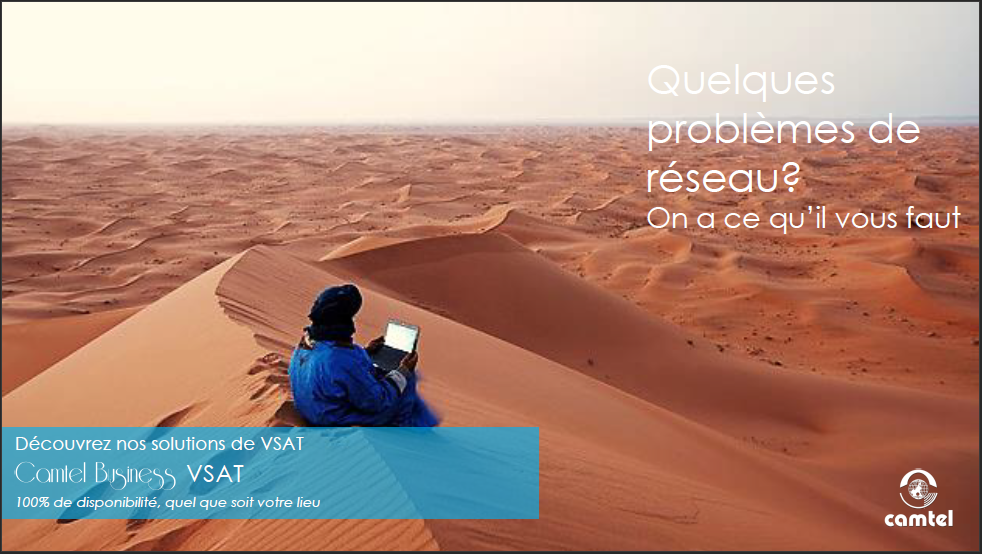 Quelques
problèmes de
réseau?
On a ce qu'il vous faut
Découvrez nos solutions de VSAT
Camtel Business VSAT
100% de disponibilité, quel que soit votre lieu
camtel